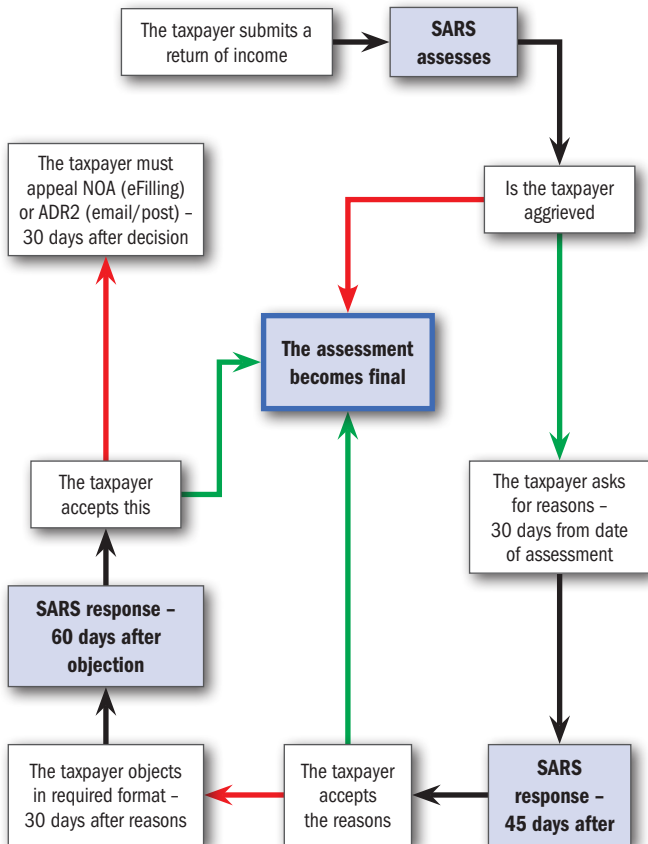 The taxpayer submits a
return of income
SARS
assesses
Is the taxpayer
aggrieved
The taxpayer must
appeal NOA (eFilling)
or ADR2 (email/post) –
30 days after decision
The assessment
becomes final
The taxpayer
accepts this
The taxpayer asks
for reasons –
30 days from date
of assessment
SARS response –
60 days after
objection
The taxpayer objects
in required format –
30 days after reasons
The taxpayer
accepts
the reasons
SARS
response –
45 days after